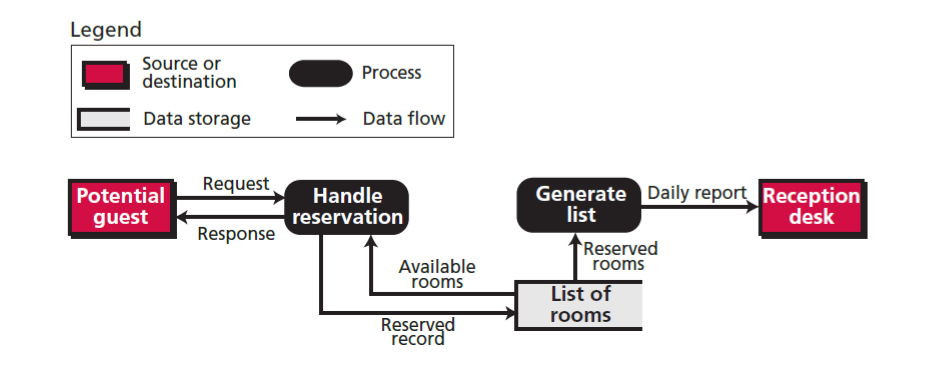 Legend
Source or
destination
Process
Data storage
Data flow
Potential
guest
Request
Response
Handle
reservation
Generate
list
Daily report
Reception
desk
Available
rooms
Reserved
rooms
List of
rooms
Reserved
record